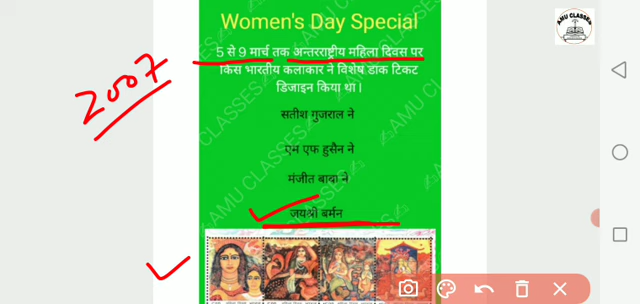 Women's Day Special
AMU CLASSES
5 से 9 मार्च तक अन्तरराष्ट्रीय महिला दिवस पर
किस भारतीय कलाकार ने विशेष डाक टिकट
डिजाइन किया था।
2007
सतीश गुजराल ने
एम एफ हुसैन ने
मंजीत बावा ने
जयश्री बर्मन